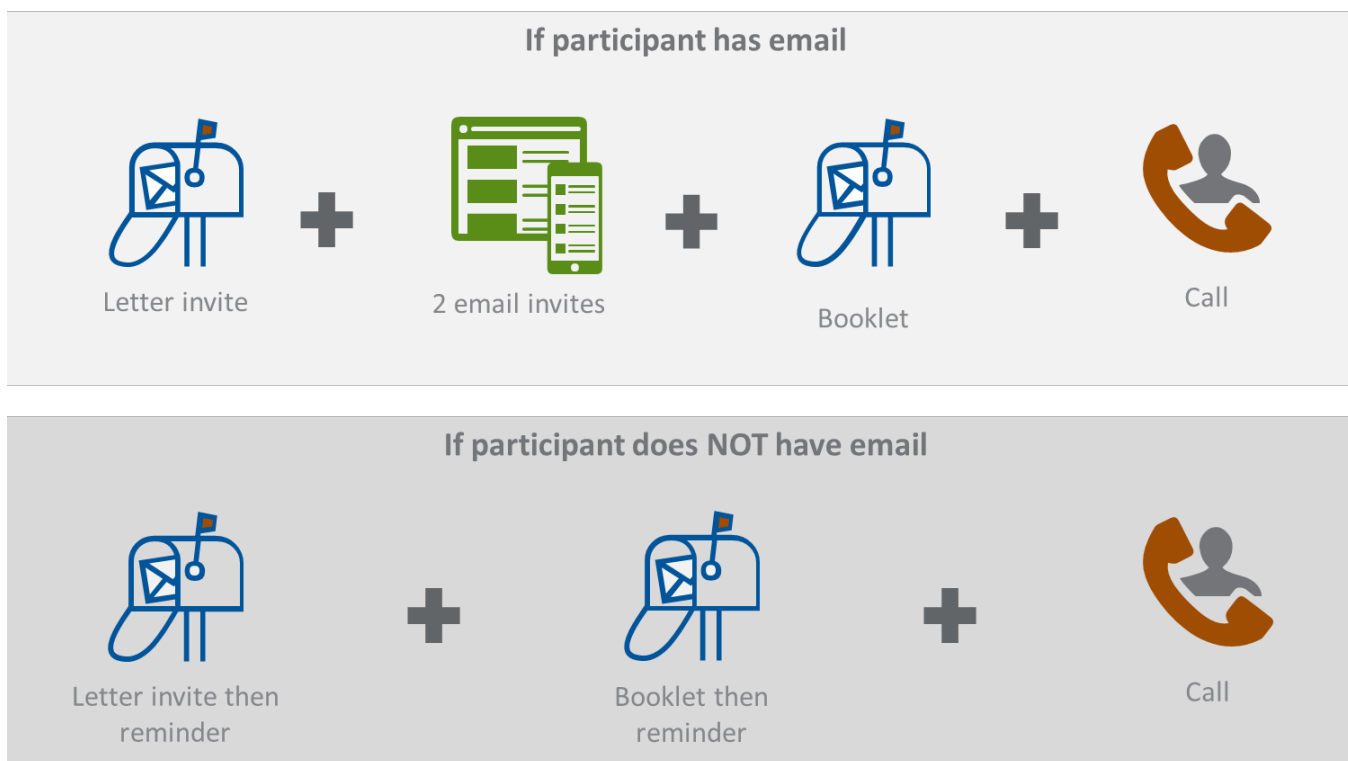 If participant has email
Letter invite
2 email invites
Booklet
Call
If participant does NOT have email
Letter invite then
reminder
Booklet then
reminder
Call